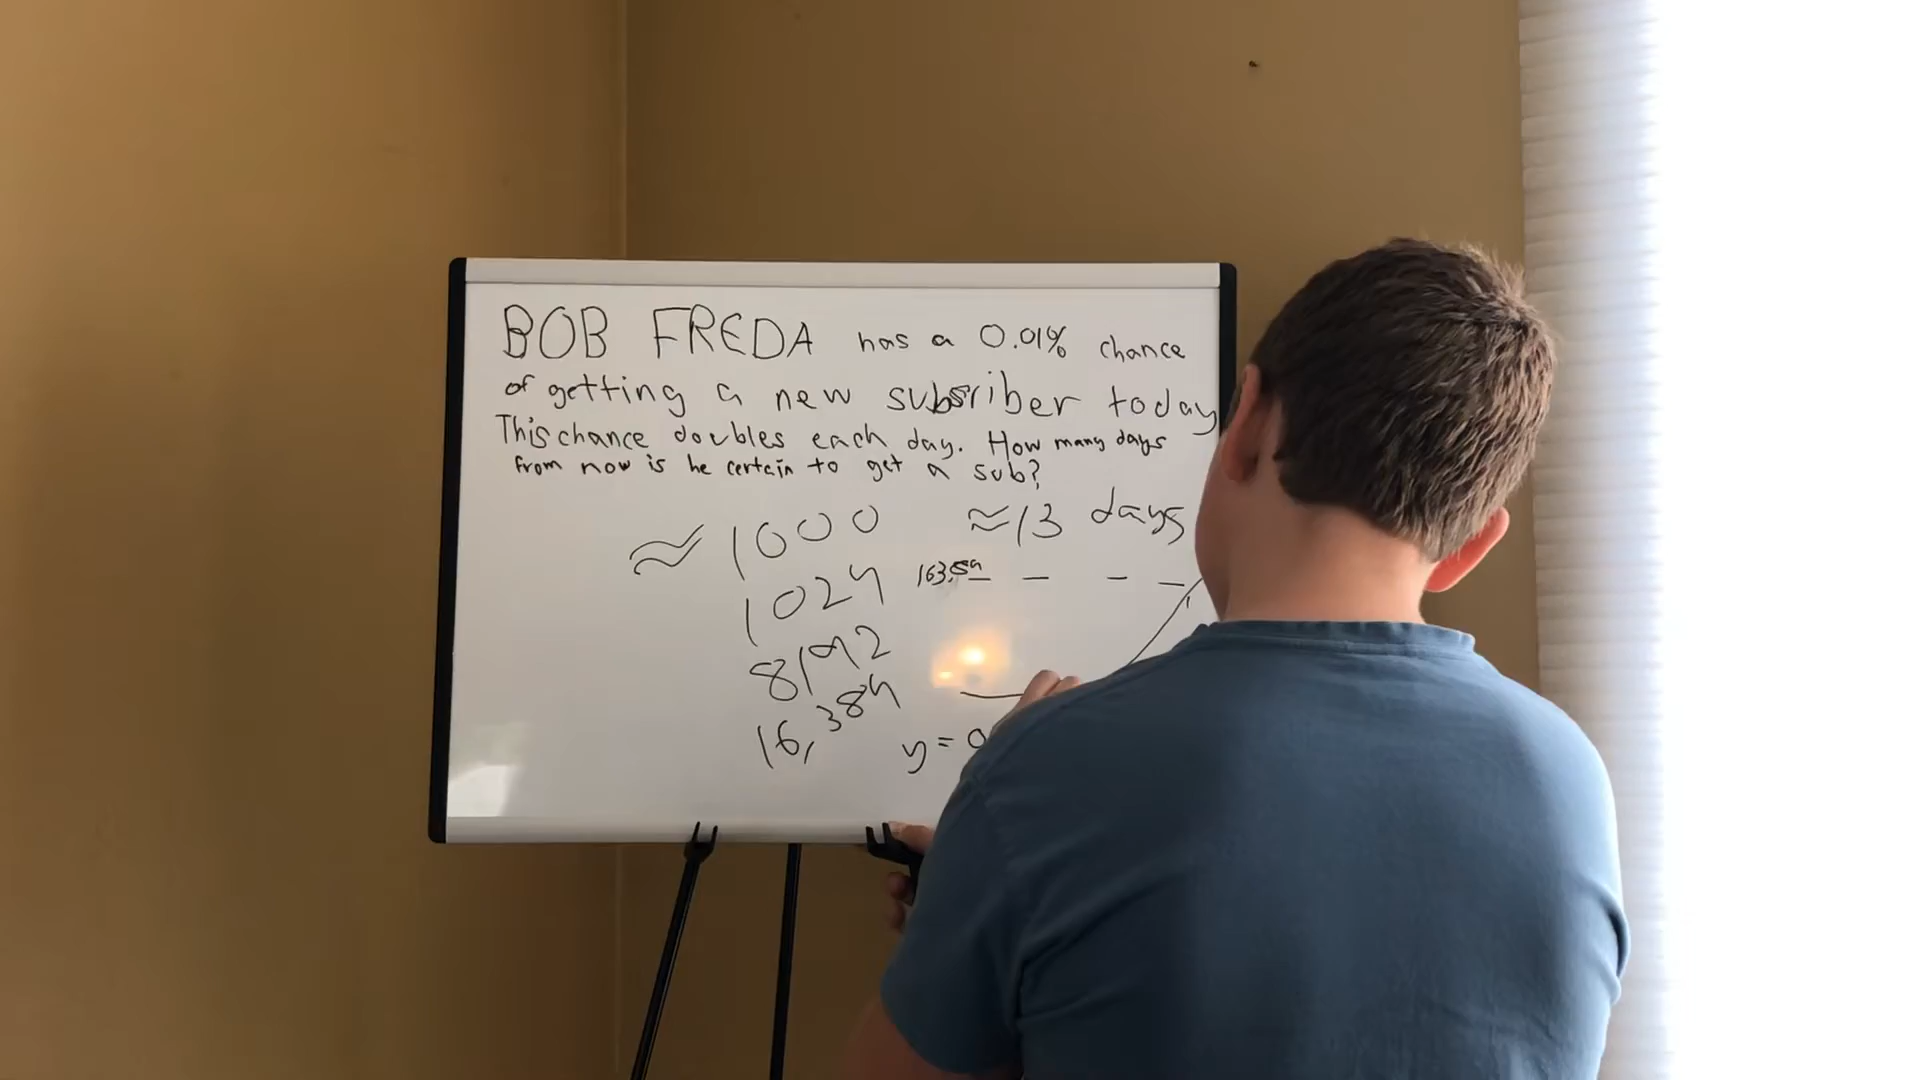 BOB FREDA has a 0.01% chance
of getting a new subsriber today
This chance doubles each day. How many days
from now is he certain to get a sub?
≈ 1000
≈13 days
1024
8192
16,384
y = 0